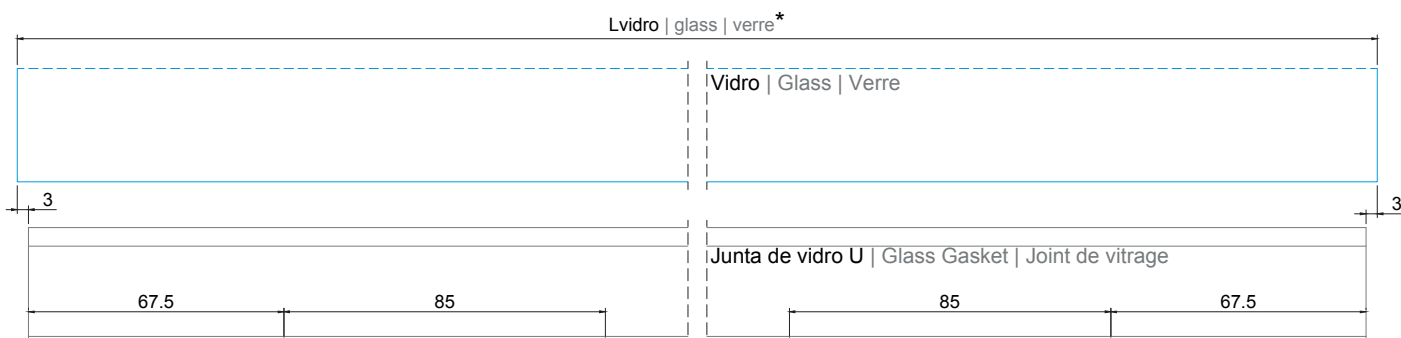 Lvidro | glass | verre*
Vidro | Glass | Verre
3
3
Junta de vidro U | Glass Gasket | Joint de vitrage
67.5 85 85 67.5